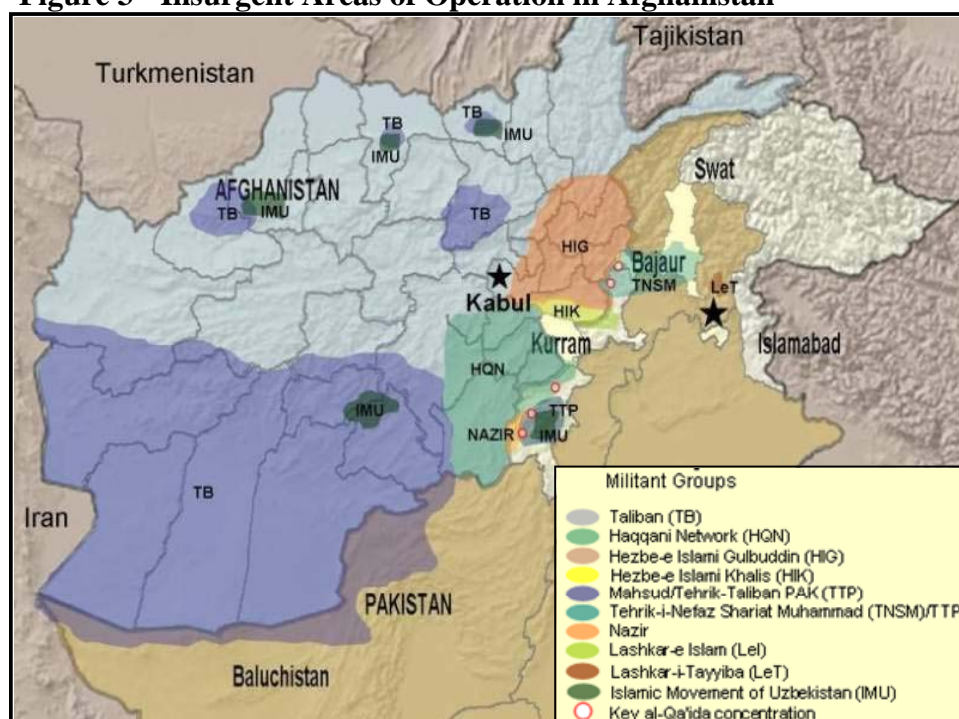 Figure 3 - Insurgent Areas of Operation in Afghanistan
Tajikistan
Turkmenistan
TB
IMU
TB
IMU
Swat
AFGHANISTAN
TB
IMU
TB
HIG
Bajaur
TNSM
LeT
Kabul
HIK
Kurram
Islamabad
HQN
IMU
TTP
NAZIR
IMU
TB
Iran
PAKISTAN
Baluchistan
Militant Groups
Taliban (TB)
Haqqani Network (HQN)
Hezbe-e Islami Gulbuddin (HIG)
Hezbe-e Islami Khalis (HIK)
Mahsud/Tehrik-Taliban PAK (TTP)
Tehrik-i-Nefaz Shariat Muhammad (TNSM)/TTP
Nazir
Lashkar-e Islam (LeI)
Lashkar-i-Tayyiba (LeT)
Islamic Movement of Uzbekistan (IMU)
Key al-Qa'ida concentration